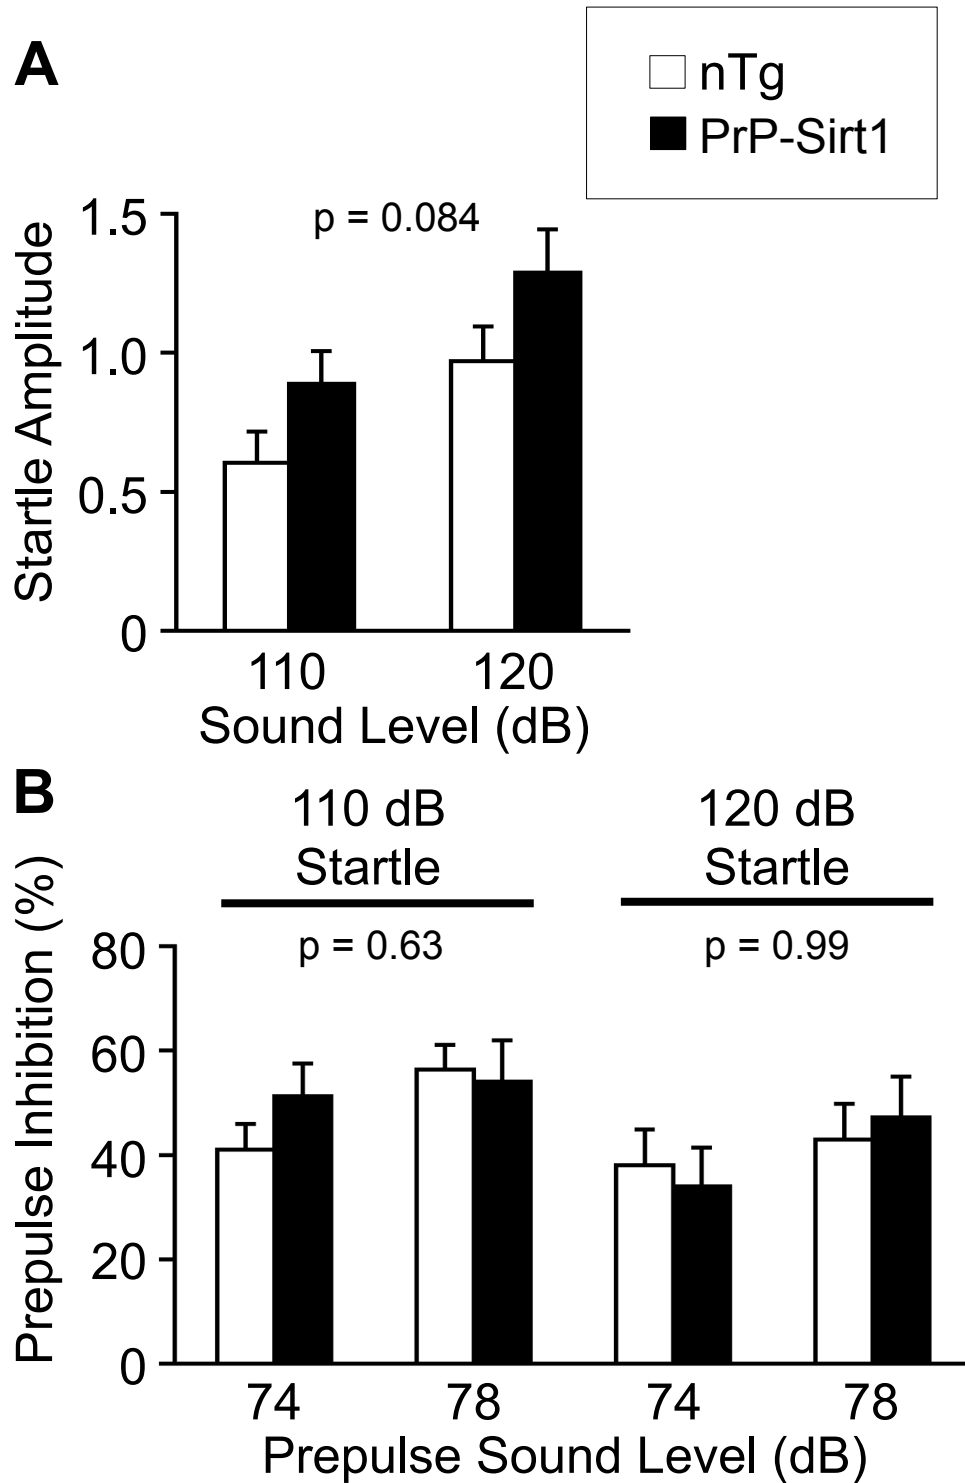 A
nTg
PrP-Sirt1
p = 0.084
Startle Amplitude
1.5
1.0
0.5
0
110 120
Sound Level (dB)
B
110 dB Startle
120 dB Startle
p = 0.63 p = 0.99
Prepulse Inhibition (%)
80
60
40
20
0
74 78 74 78
Prepulse Sound Level (dB)